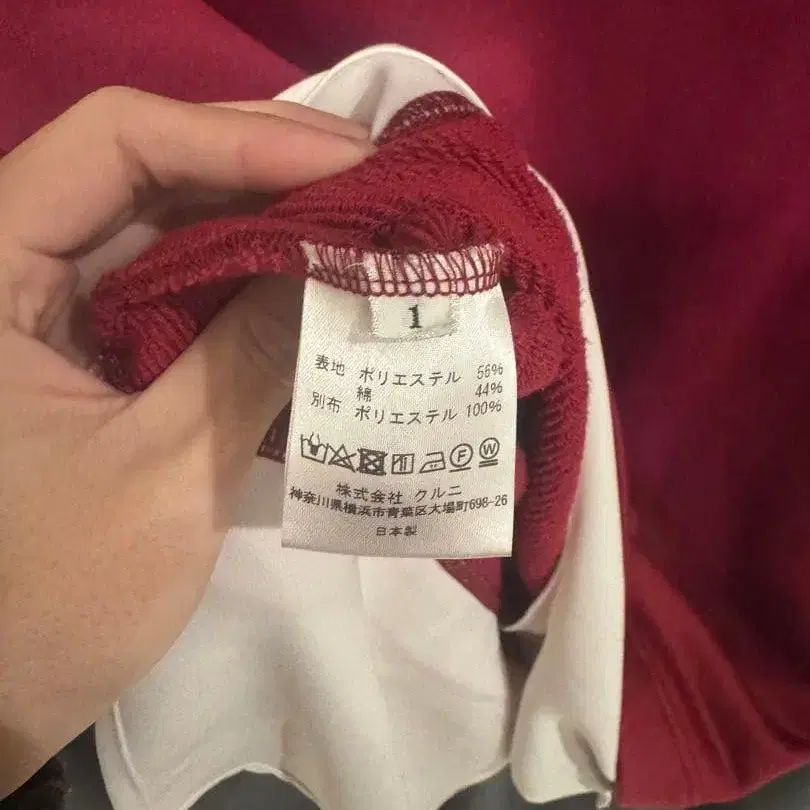 1
表地 ポリエステル 56%
綿 44%
別布 ポリエステル 100%
F W
株式会社 クルニ
神奈川県横浜市青葉区大場町698-26
日本製